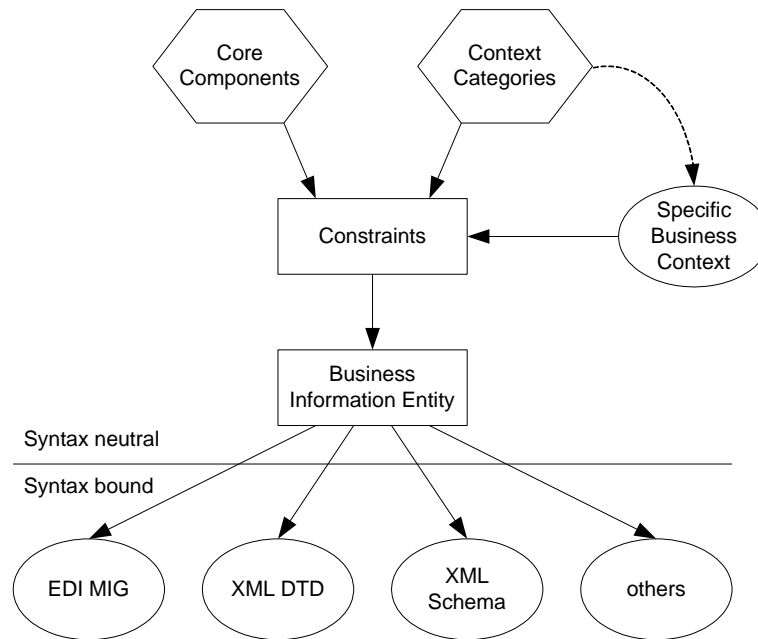 Core
Components
Context
Categories
Constraints
Specific
Business
Context
Business
Information Entity
Syntax neutral
Syntax bound
EDI MIG
XML DTD
XML
Schema
others